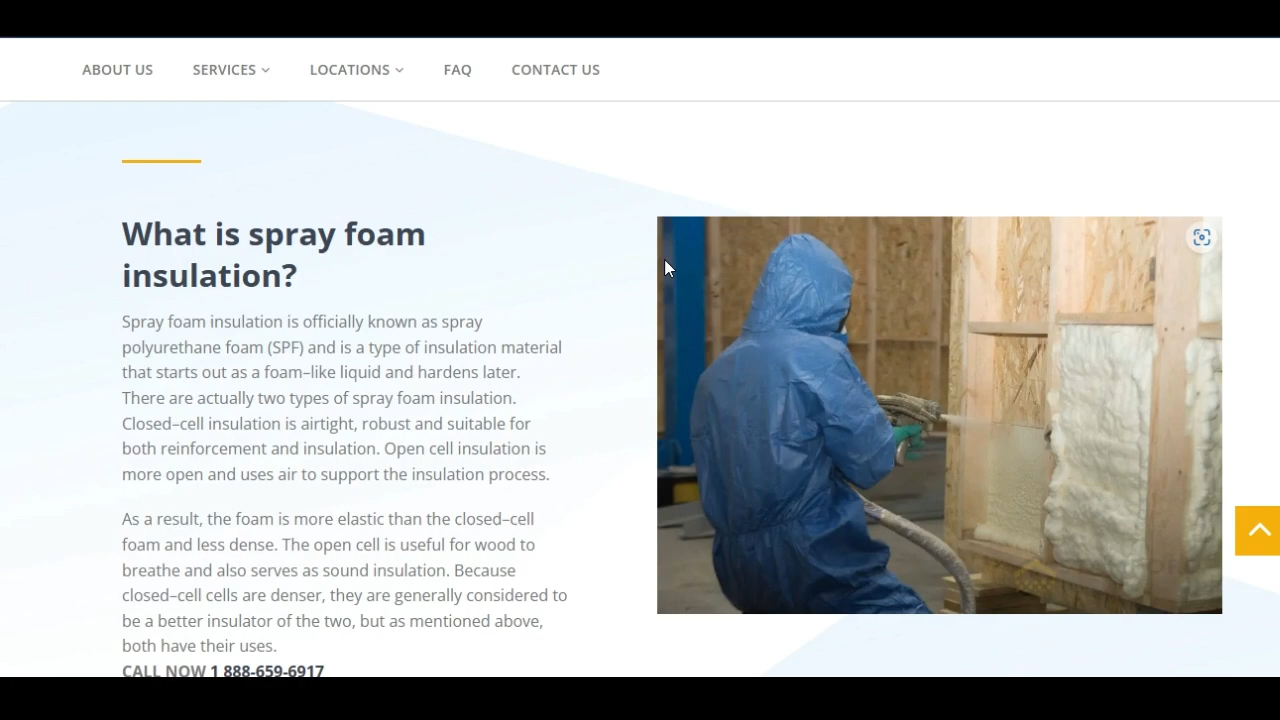 ABOUT US SERVICES LOCATIONS FAQ CONTACT US
What is spray foam
insulation?
Spray foam insulation is officially known as spray
polyurethane foam (SPF) and is a type of insulation material
that starts out as a foam–like liquid and hardens later.
There are actually two types of spray foam insulation.
Closed–cell insulation is airtight, robust and suitable for
both reinforcement and insulation. Open cell insulation is
more open and uses air to support the insulation process.
As a result, the foam is more elastic than the closed–cell
foam and less dense. The open cell is useful for wood to
breathe and also serves as sound insulation. Because
closed–cell cells are denser, they are generally considered to
be a better insulator of the two, but as mentioned above,
both have their uses.
CALL NOW 1 888-659-6917